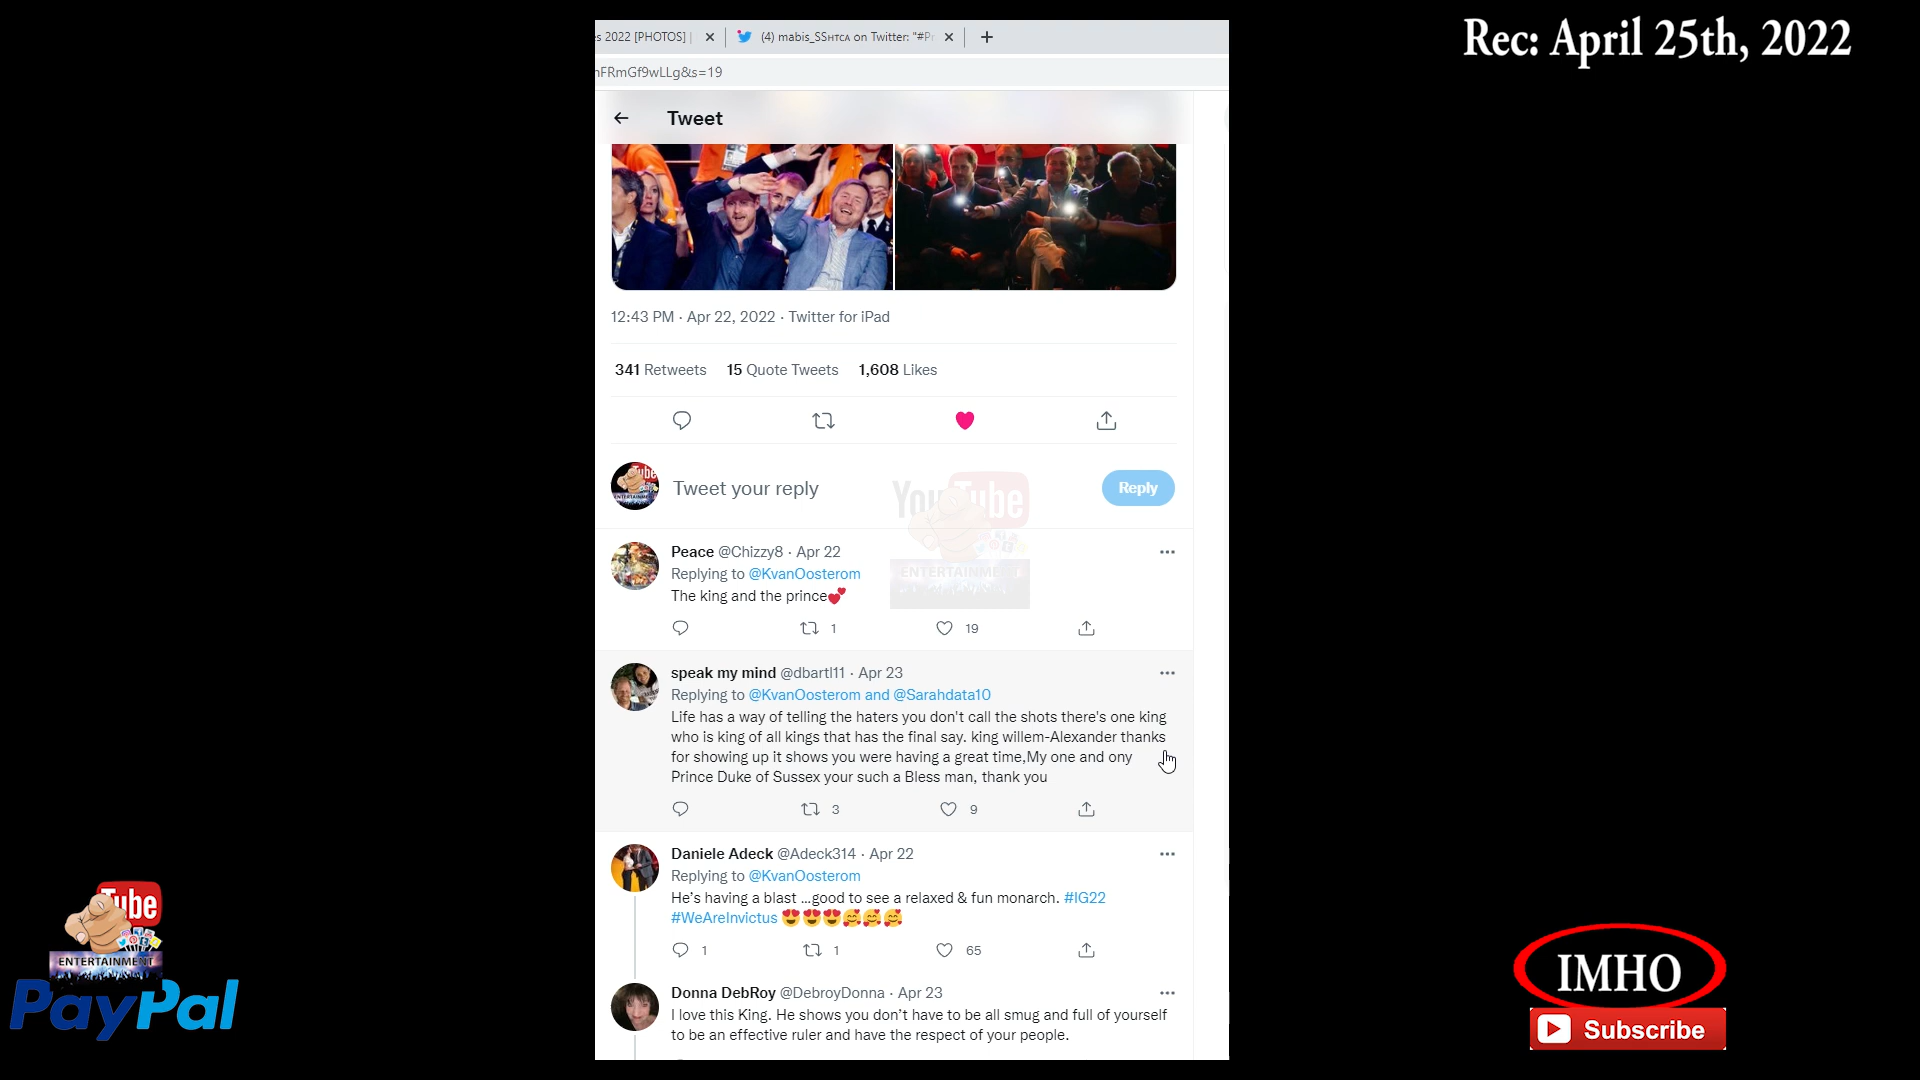 Rec: April 25th, 2022
s 2022 [PHOTOS] |
(4) mabis_SSHTCA on Twitter: "#Pr
nFRmGf9wLLg&s=19
Tweet
12:43 PM · Apr 22, 2022 · Twitter for iPad
341 Retweets 15 Quote Tweets 1,608 Likes
Tweet your reply
Reply
YouTube
ENTERTAINMENT
Peace @Chizzy8 · Apr 22
Replying to @KvanOosterom
The king and the prince💕
1 19
speak my mind @dbartl11 · Apr 23
Replying to @KvanOosterom and @Sarahdata10
Life has a way of telling the haters you don't call the shots there's one king
who is king of all kings that has the final say. king willem-Alexander thanks
for showing up it shows you were having a great time,My one and ony
Prince Duke of Sussex your such a Bless man, thank you
3 9
Daniele Adeck @Adeck314 · Apr 22
Replying to @KvanOosterom
He's having a blast ...good to see a relaxed & fun monarch. #IG22
#WeAreInvictus 😍😍😍🥰🥰🥰
1 1 65
Donna DebRoy @DebroyDonna · Apr 23
I love this King. He shows you don't have to be all smug and full of yourself
to be an effective ruler and have the respect of your people.
Tube
ENTERTAINMENT
PayPal
IMHO
Subscribe